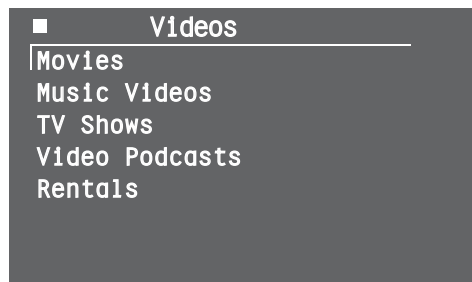 Videos
Movies
Music Videos
TV Shows
Video Podcasts
Rentals